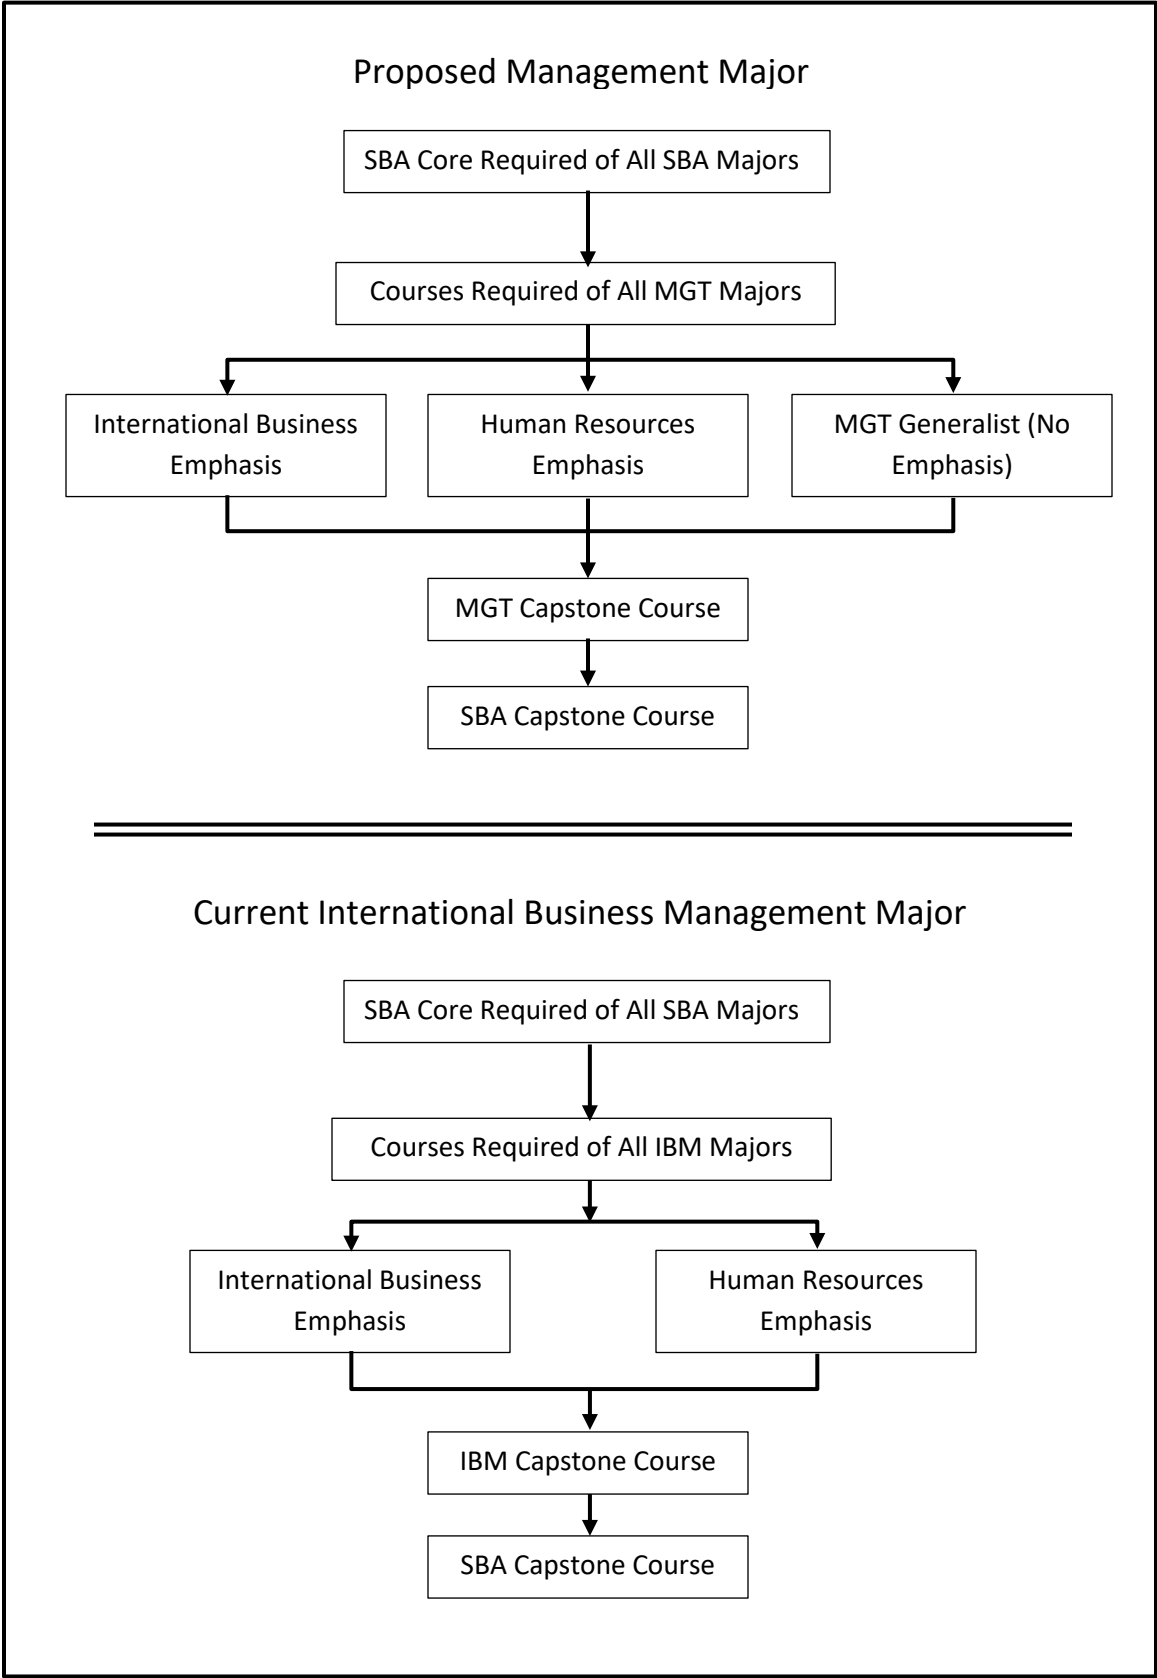 Proposed Management Major
SBA Core Required of All SBA Majors
Courses Required of All MGT Majors
International Business
Emphasis
Human Resources
Emphasis
MGT Generalist (No
Emphasis)
MGT Capstone Course
SBA Capstone Course
Current International Business Management Major
SBA Core Required of All SBA Majors
Courses Required of All IBM Majors
International Business
Emphasis
Human Resources
Emphasis
IBM Capstone Course
SBA Capstone Course